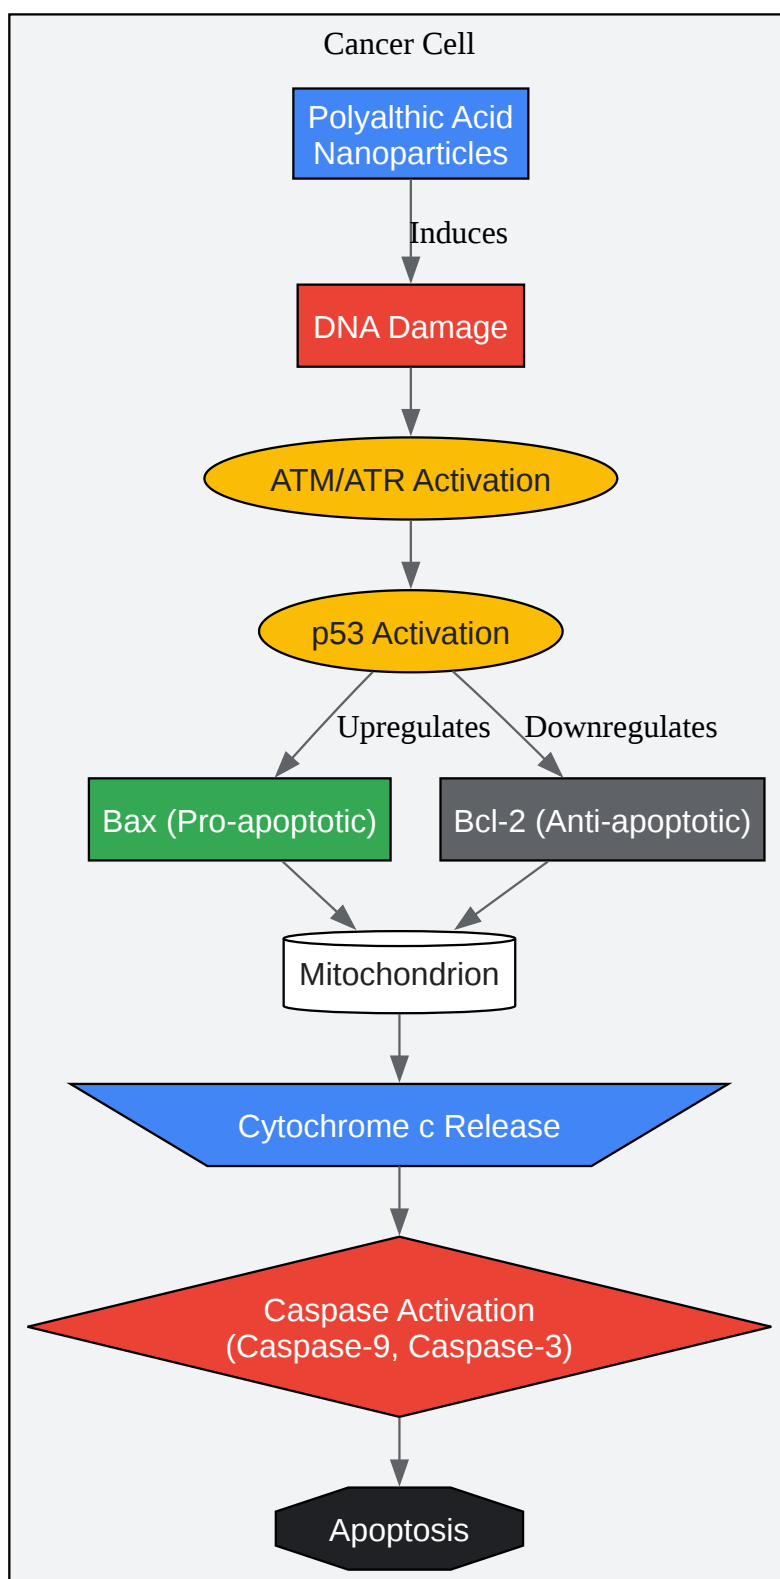 Cancer Cell
Polyalthic Acid
Nanoparticles
Induces
DNA Damage
ATM/ATR Activation
p53 Activation
Upregulates
Downregulates
Bax (Pro-apoptotic)
Bcl-2 (Anti-apoptotic)
Mitochondrion
Cytochrome c Release
Caspase Activation
(Caspase-9, Caspase-3)
Apoptosis